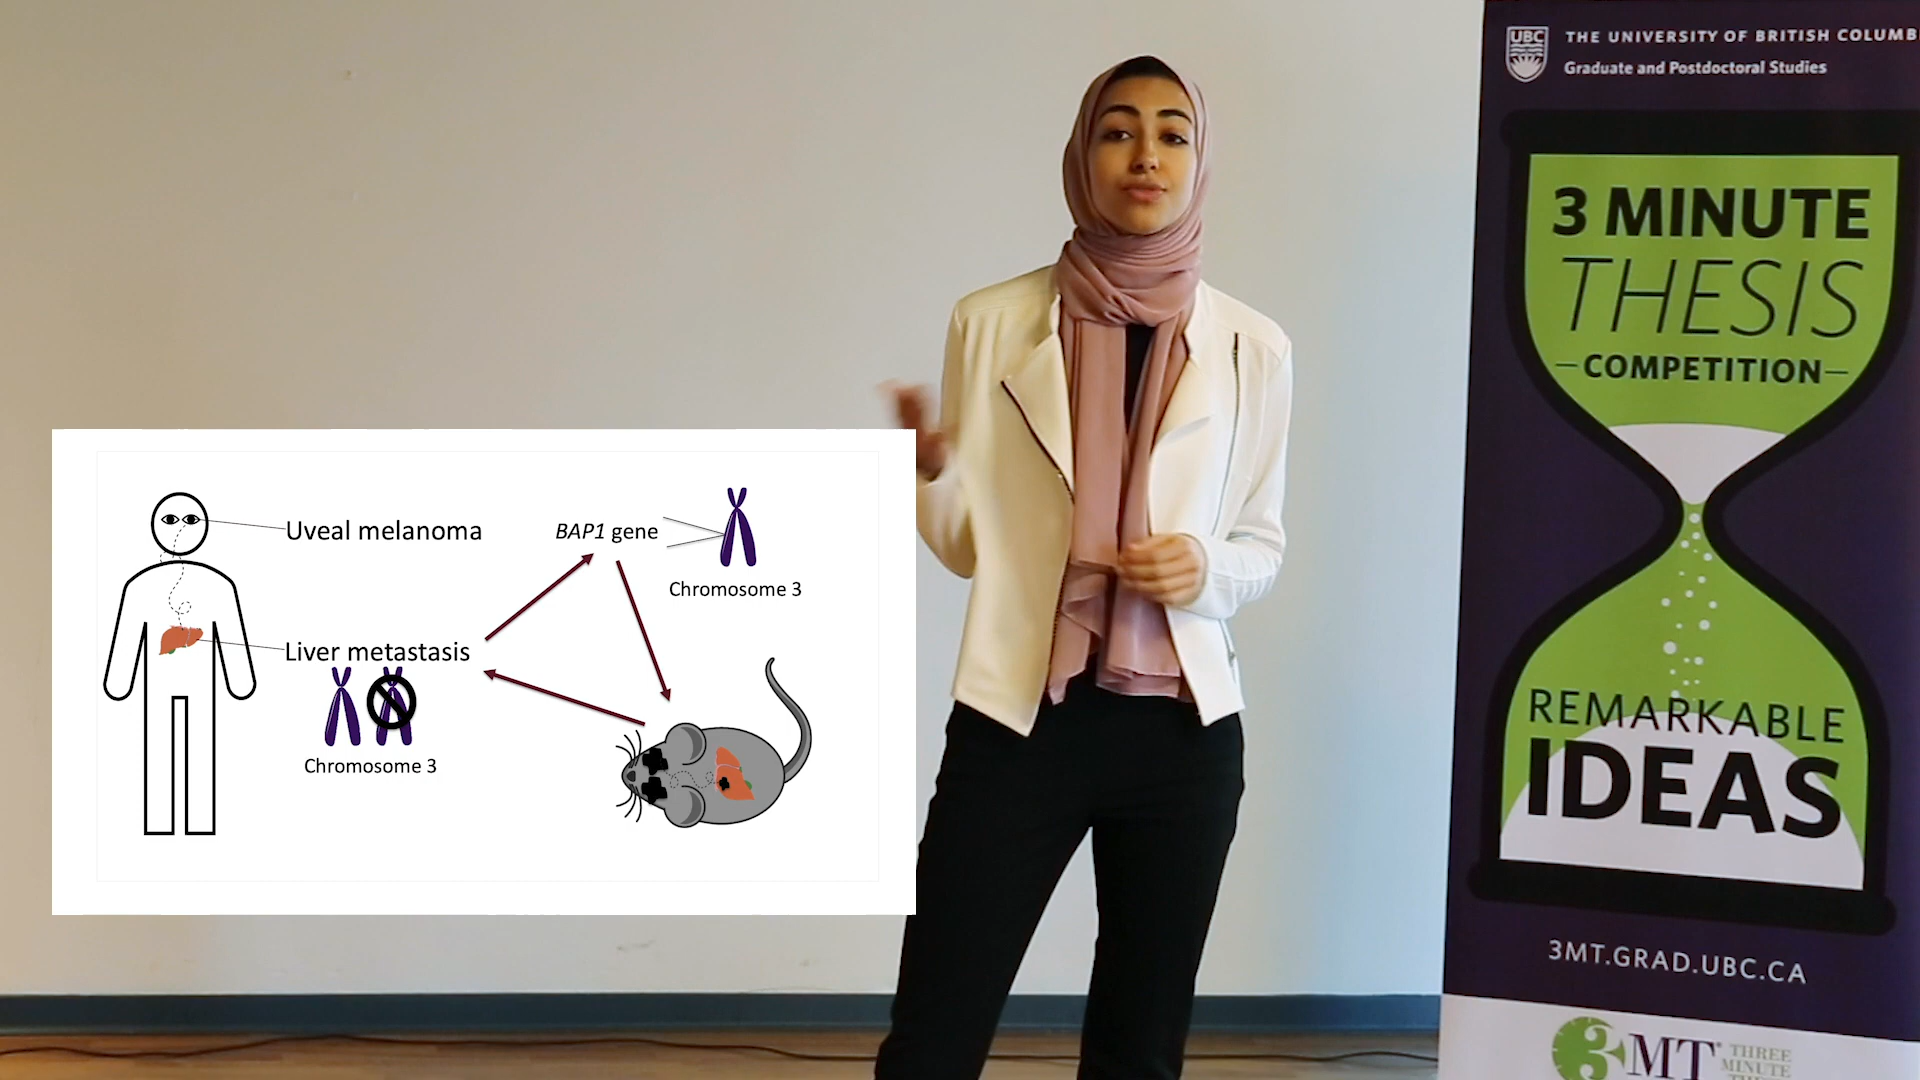 Uveal melanoma
BAP1 gene
Chromosome 3
Liver metastasis
Chromosome 3
UBC
THE UNIVERSITY OF BRITISH COLUMB
Graduate and Postdoctoral Studies
3 MINUTE
THESIS
—COMPETITION—
REMARKABLE
IDEAS
3MT.GRAD.UBC.CA
3MT
THREE
MINUTE